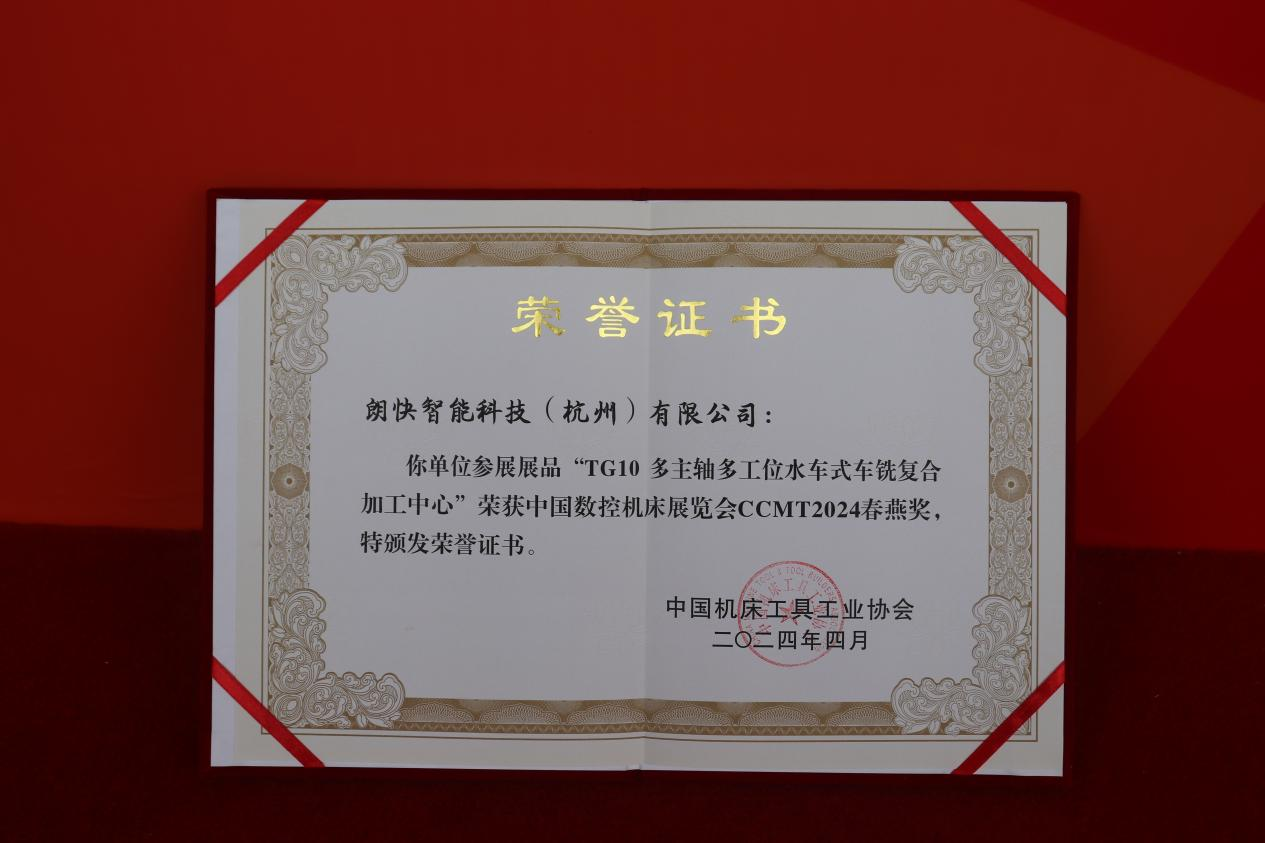 荣誉证书
朗快智能科技（杭州）有限公司：
你单位参展展品“TG10 多主轴多工位水车式车铣复合
加工中心”荣获中国数控机床展览会CCMT2024春燕奖，
特颁发荣誉证书。
中国机床工具工业协会
二〇二四年四月